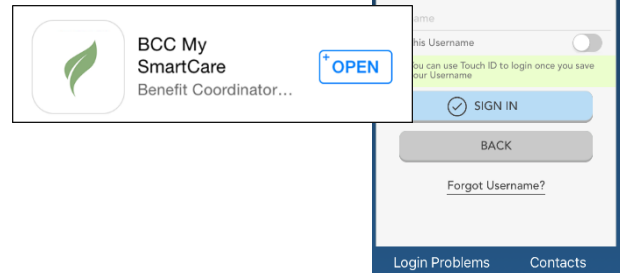 BCC My
SmartCare
Benefit Coordinator...
+OPEN
ame
his Username
ou can use Touch ID to login once you save
our Username
SIGN IN
BACK
Forgot Username?
Login Problems
Contacts